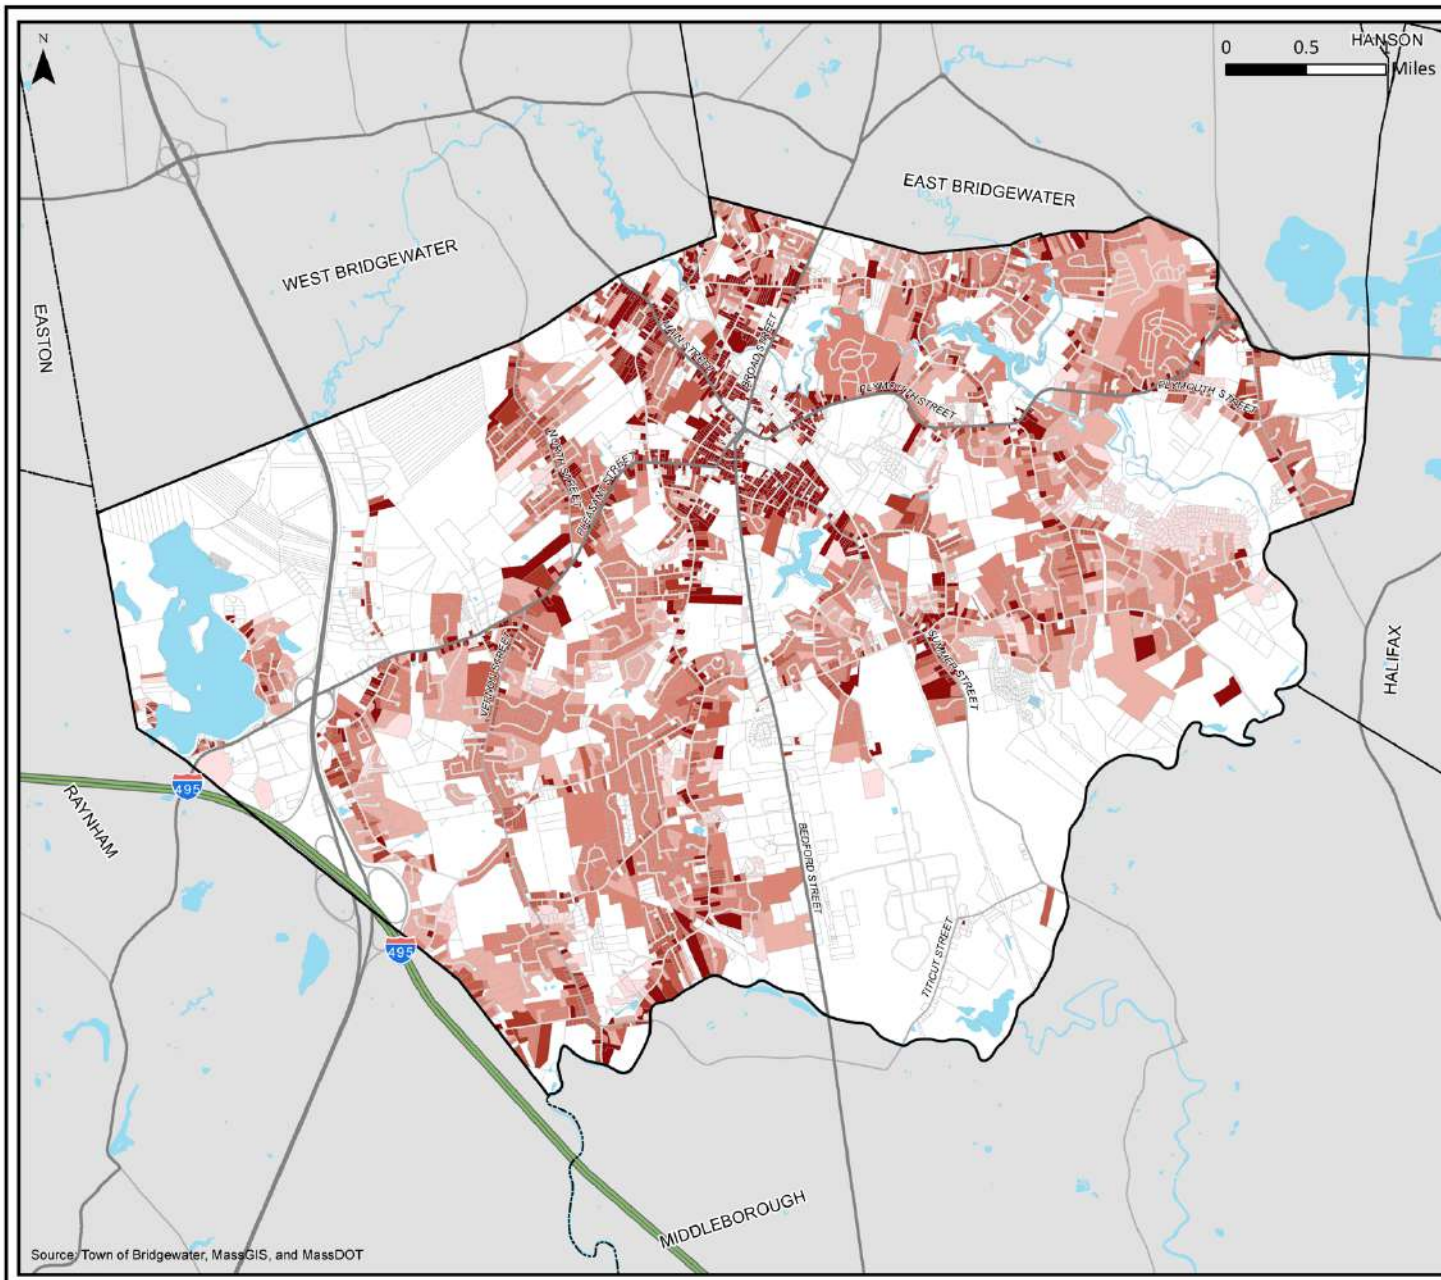 N
0 0.5
HANSON
Miles
EAST BRIDGEWATER
WEST BRIDGEWATER
EASTON
MAIN STREET
BROAD STREET
PLYMOUTH STREET
PLYMOUTH STREET
NORTH STREET
PLEASANT STREET
SUMMER STREET
VERNON STREET
HALIFAX
495
RAYNHAM
BEDFORD STREET
TITICUT STREET
495
MIDDLEBOROUGH
Source: Town of Bridgewater, MassGIS, and MassDOT